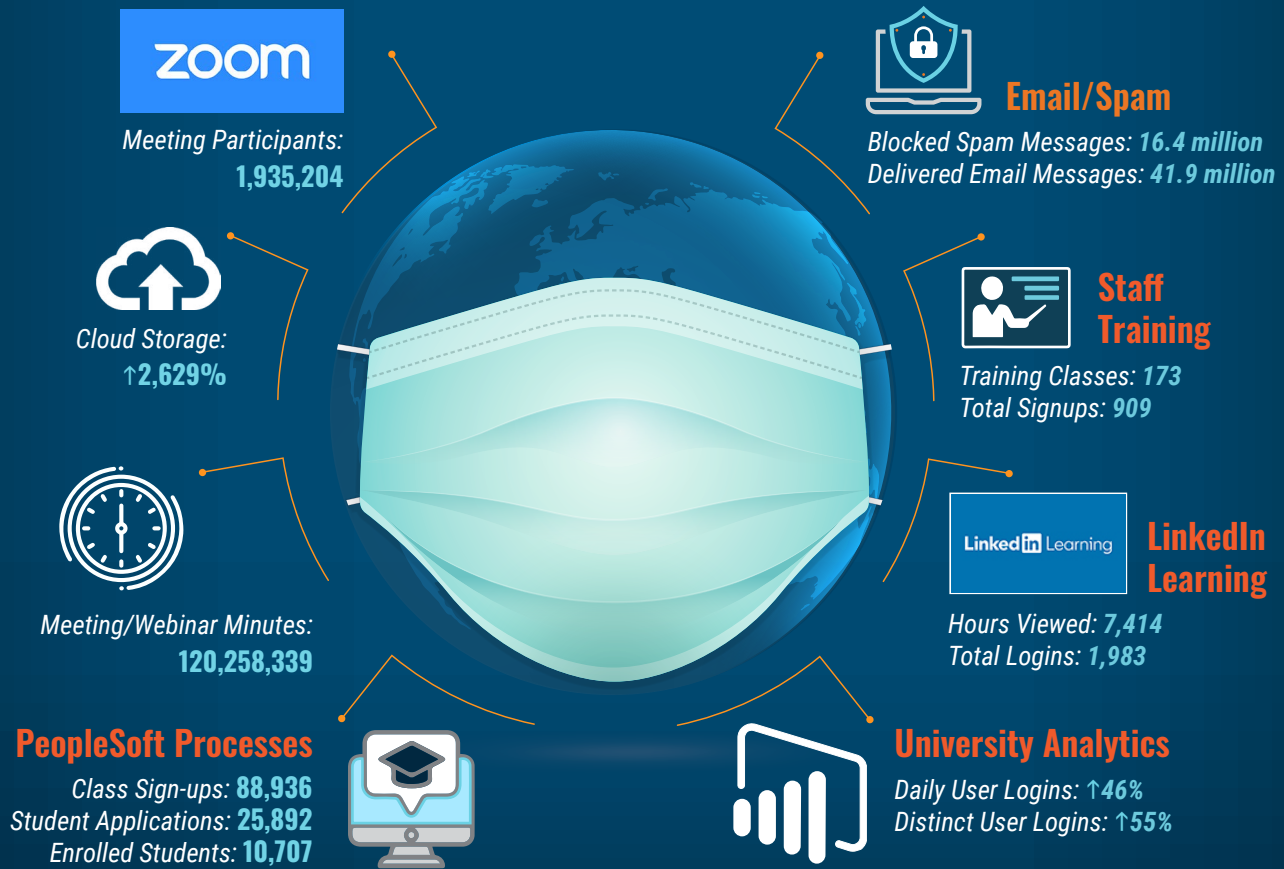 zoom
Meeting Participants:
1,935,204
Cloud Storage:
↑2,629%
Meeting/Webinar Minutes:
120,258,339
PeopleSoft Processes
Class Sign-ups: 88,936
Student Applications: 25,892
Enrolled Students: 10,707
Email/Spam
Blocked Spam Messages: 16.4 million
Delivered Email Messages: 41.9 million
Staff
Training
Training Classes: 173
Total Signups: 909
Linked in Learning
LinkedIn
Learning
Hours Viewed: 7,414
Total Logins: 1,983
University Analytics
Daily User Logins: ↑46%
Distinct User Logins: ↑55%